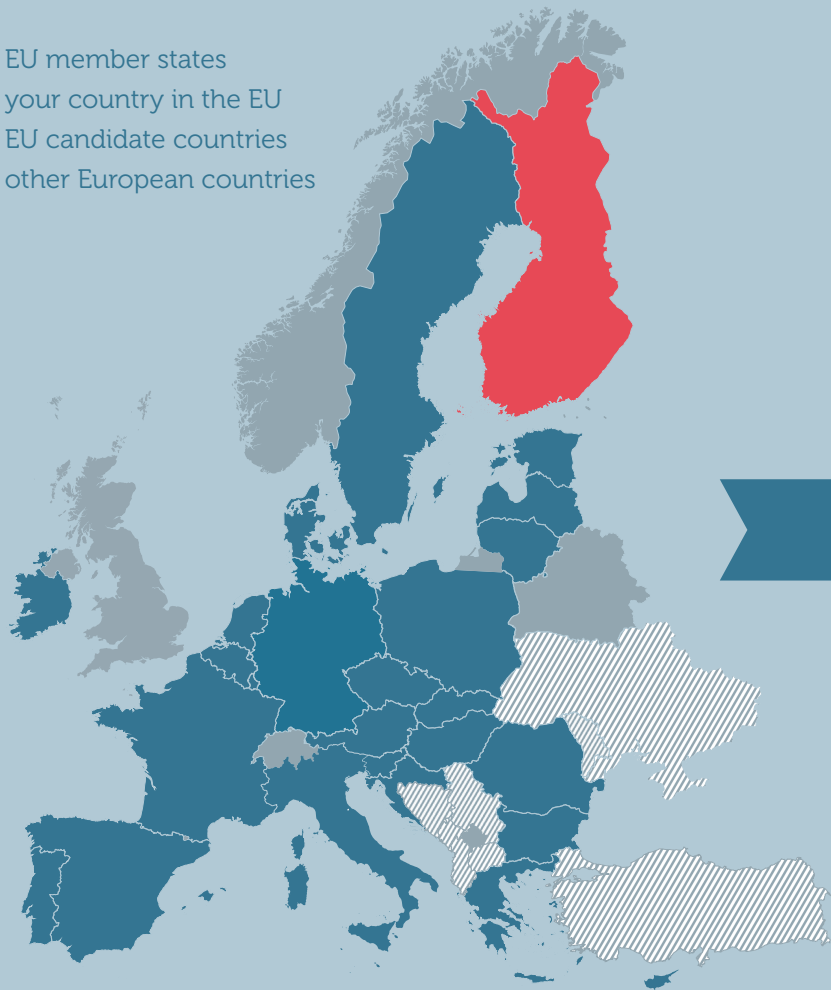 EU member states
your country in the EU
EU candidate countries
other European countries